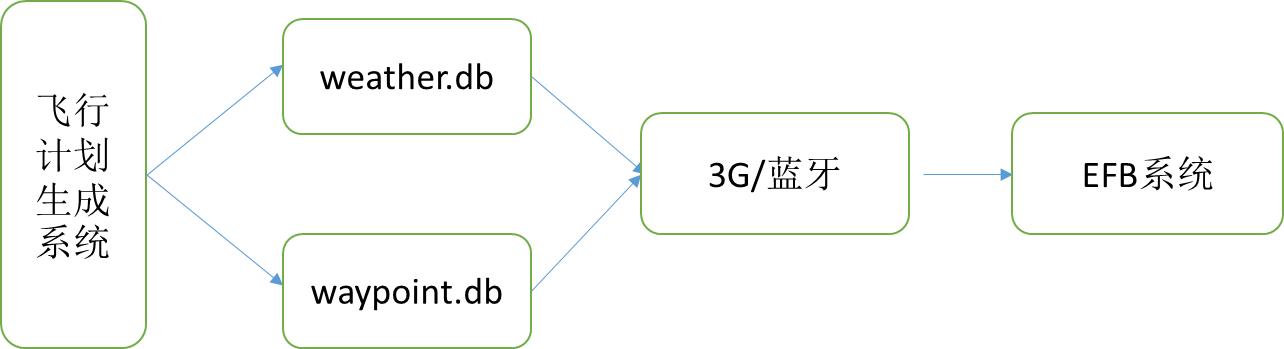 飞行
计划
生成
系统
weather.db
waypoint.db
3G/蓝牙
EFB系统